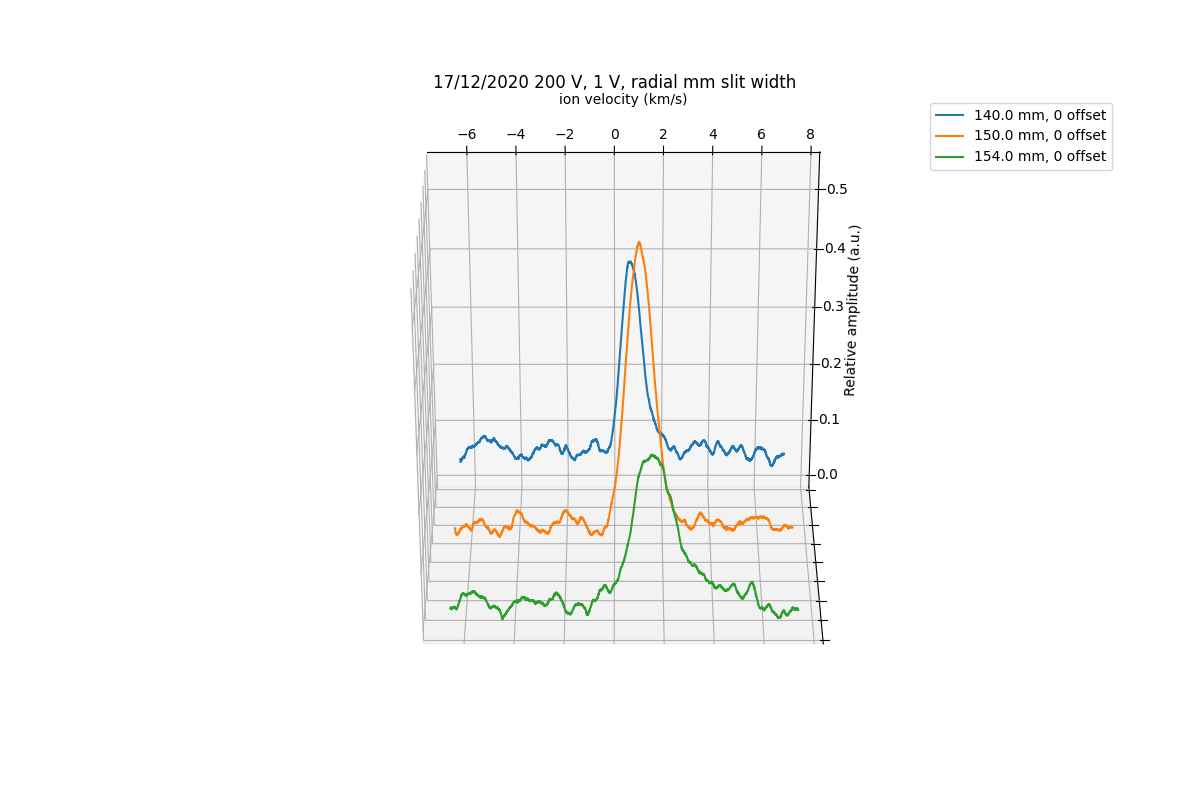 17/12/2020 200 V, 1 V, radial mm slit width
ion velocity (km/s)
−6 −4 −2 0 2 4 6 8
140.0 mm, 0 offset
150.0 mm, 0 offset
154.0 mm, 0 offset
0.5
0.4
0.3
0.2
0.1
0.0
Relative amplitude (a.u.)